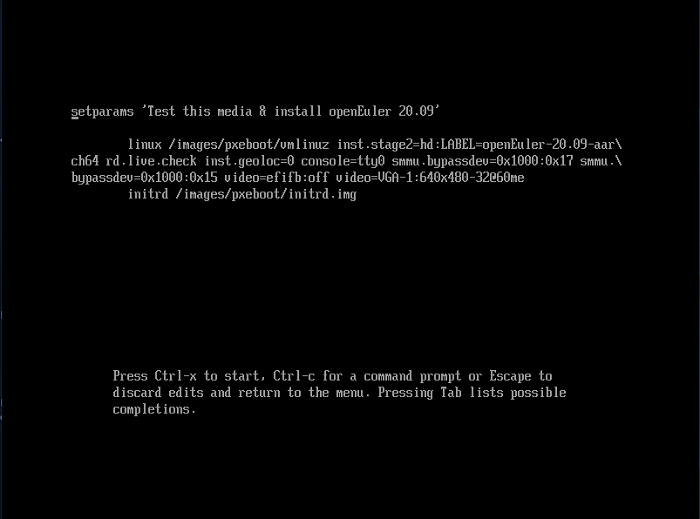 setparams 'Test this media & install openEuler 20.09'
linux /images/pxeboot/vmlinuz inst.stage2=hd:LABEL=openEuler-20.09-aar\
ch64 rd.live.check inst.geoloc=0 console=tty0 smmu.bypassdev=0x1000:0x17 smmu.\
bypassdev=0x1000:0x15 video=efifb:off video=VGA-1:640x480-32@60me
initrd /images/pxeboot/initrd.img
Press Ctrl-x to start, Ctrl-c for a command prompt or Escape to
discard edits and return to the menu. Pressing Tab lists possible
completions.